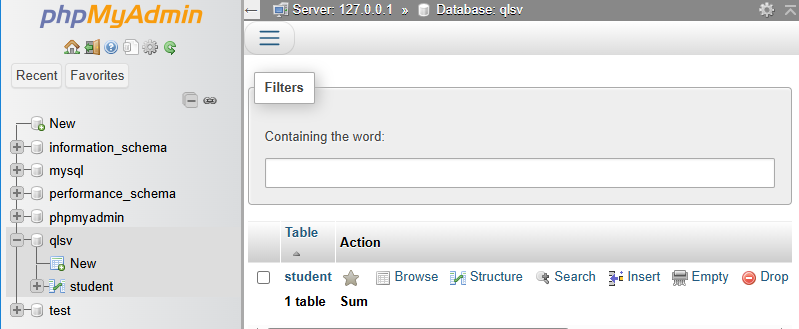 phpMyAdmin
Recent Favorites
New
information_schema
mysql
performance_schema
phpmyadmin
qlsv
New
student
test
Server: 127.0.0.1 » Database: qlsv
Filters
Containing the word:
Table Action
student Browse Structure Search Insert Empty Drop
1 table Sum